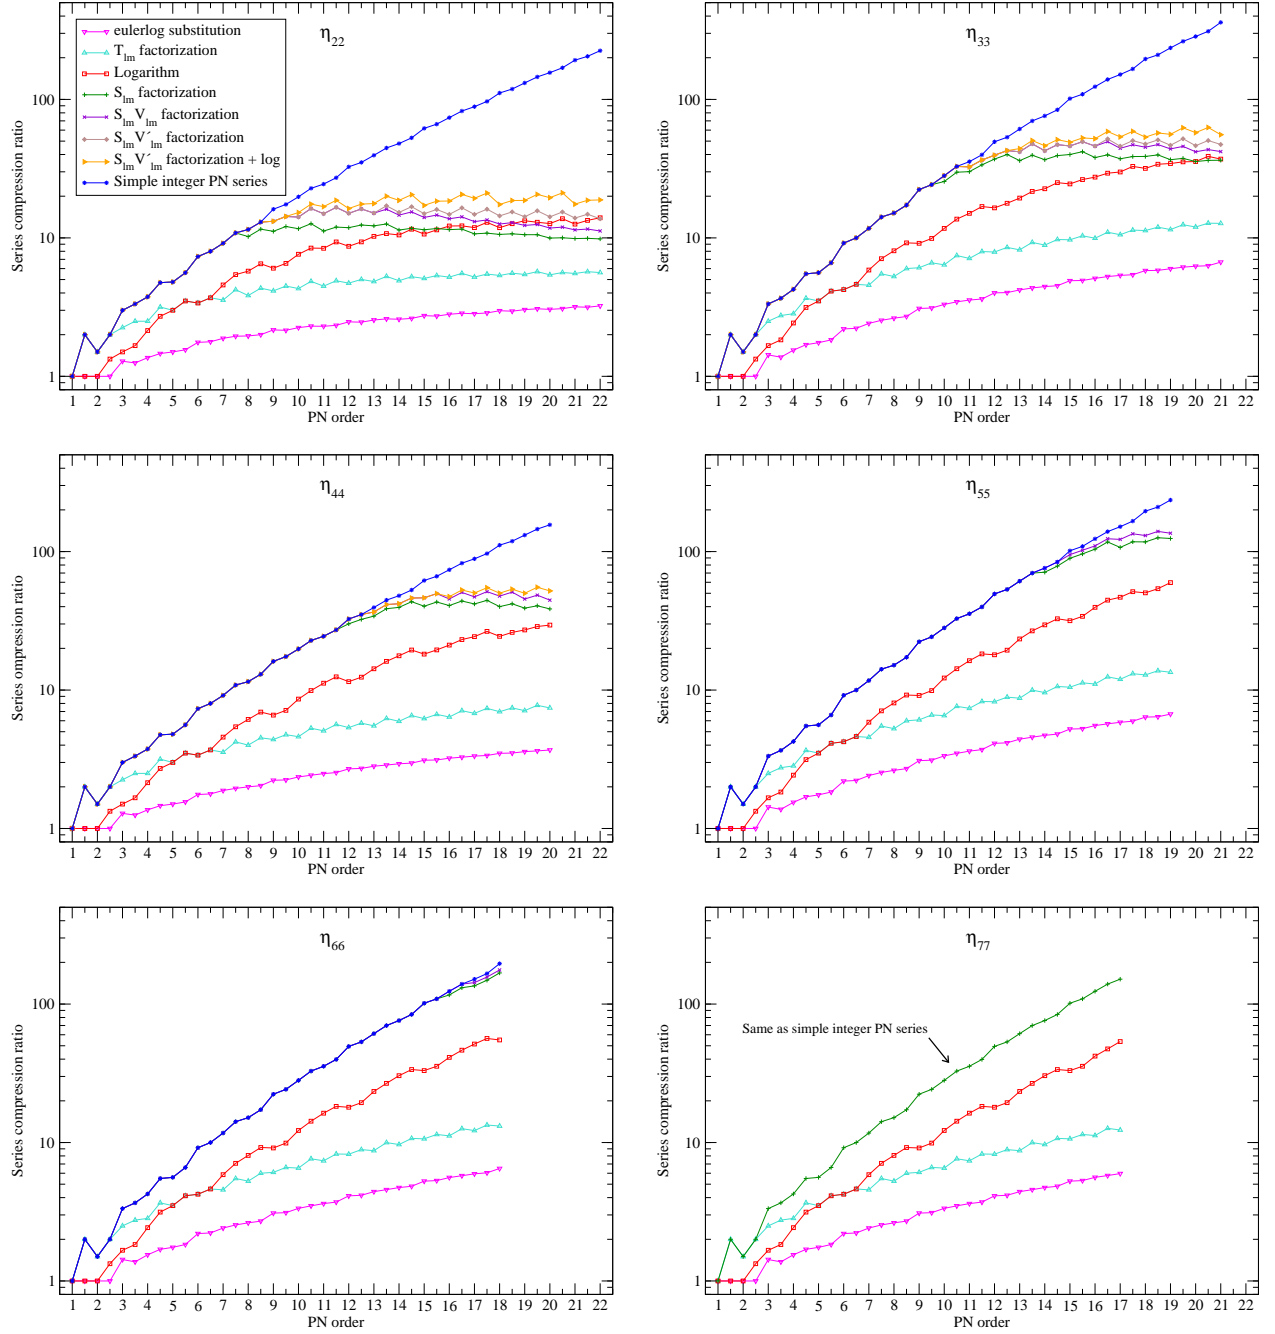 η22
eulerlog substitution
Tlm factorization
Logarithm
Slm factorization
SlmVlm factorization
SlmV´lm factorization
SlmV´lm factorization + log
Simple integer PN series
Series compression ratio
100
10
1
1 2 3 4 5 6 7 8 9 10 11 12 13 14 15 16 17 18 19 20 21 22
PN order
η33
Series compression ratio
100
10
1
1 2 3 4 5 6 7 8 9 10 11 12 13 14 15 16 17 18 19 20 21 22
PN order
η44
Series ompression ratio
100
10
1
1 2 3 4 5 6 7 8 9 10 11 12 13 14 15 16 17 18 19 20 21 22
PN order
η55
Series compression ratio
100
10
1
1 2 3 4 5 6 7 8 9 10 11 12 13 14 15 16 17 18 19 20 21 22
PN order
η66
Series compression ratio
100
10
1
1 2 3 4 5 6 7 8 9 10 11 12 13 14 15 16 17 18 19 20 21 22
PN order
η77
Same as simple integer PN series
Series compression ratio
100
10
1
1 2 3 4 5 6 7 8 9 10 11 12 13 14 15 16 17 18 19 20 21 22
PN order